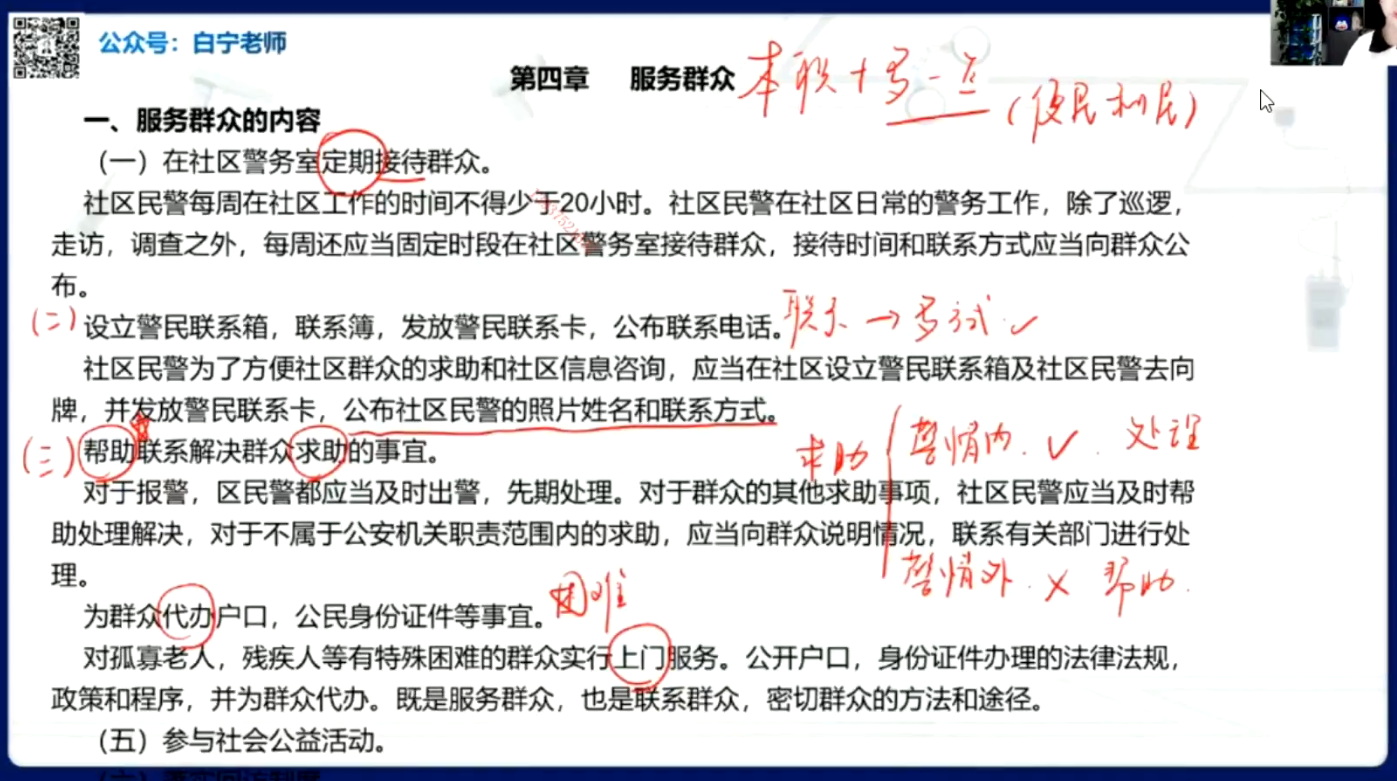 公众号：白宁老师
第四章 服务群众 本职+多一点（便民利民）
一、服务群众的内容
（一）在社区警务室定期接待群众。
社区民警每周在社区工作的时间不得少于20小时。社区民警在社区日常的警务工作，除了巡逻，
走访，调查之外，每周还应当固定时段在社区警务室接待群众，接待时间和联系方式应当向群众公
布。
(二) 设立警民联系箱，联系簿，发放警民联系卡，公布联系电话。联系→多试✓
社区民警为了方便社区群众的求助和社区信息咨询，应当在社区设立警民联系箱及社区民警去向
牌，并发放警民联系卡，公布社区民警的照片姓名和联系方式。
(三) 帮助联系解决群众求助的事宜。 求助 警情内. ✓. 处理
对于报警，区民警都应当及时出警，先期处理。对于群众的其他求助事项，社区民警应当及时帮
助处理解决，对于不属于公安机关职责范围内的求助，应当向群众说明情况，联系有关部门进行处
理。 警情外. × 帮助.
为群众代办户口，公民身份证件等事宜。困难
对孤寡老人，残疾人等有特殊困难的群众实行上门服务。公开户口，身份证件办理的法律法规，
政策和程序，并为群众代办。既是服务群众，也是联系群众，密切群众的方法和途径。
（五）参与社会公益活动。